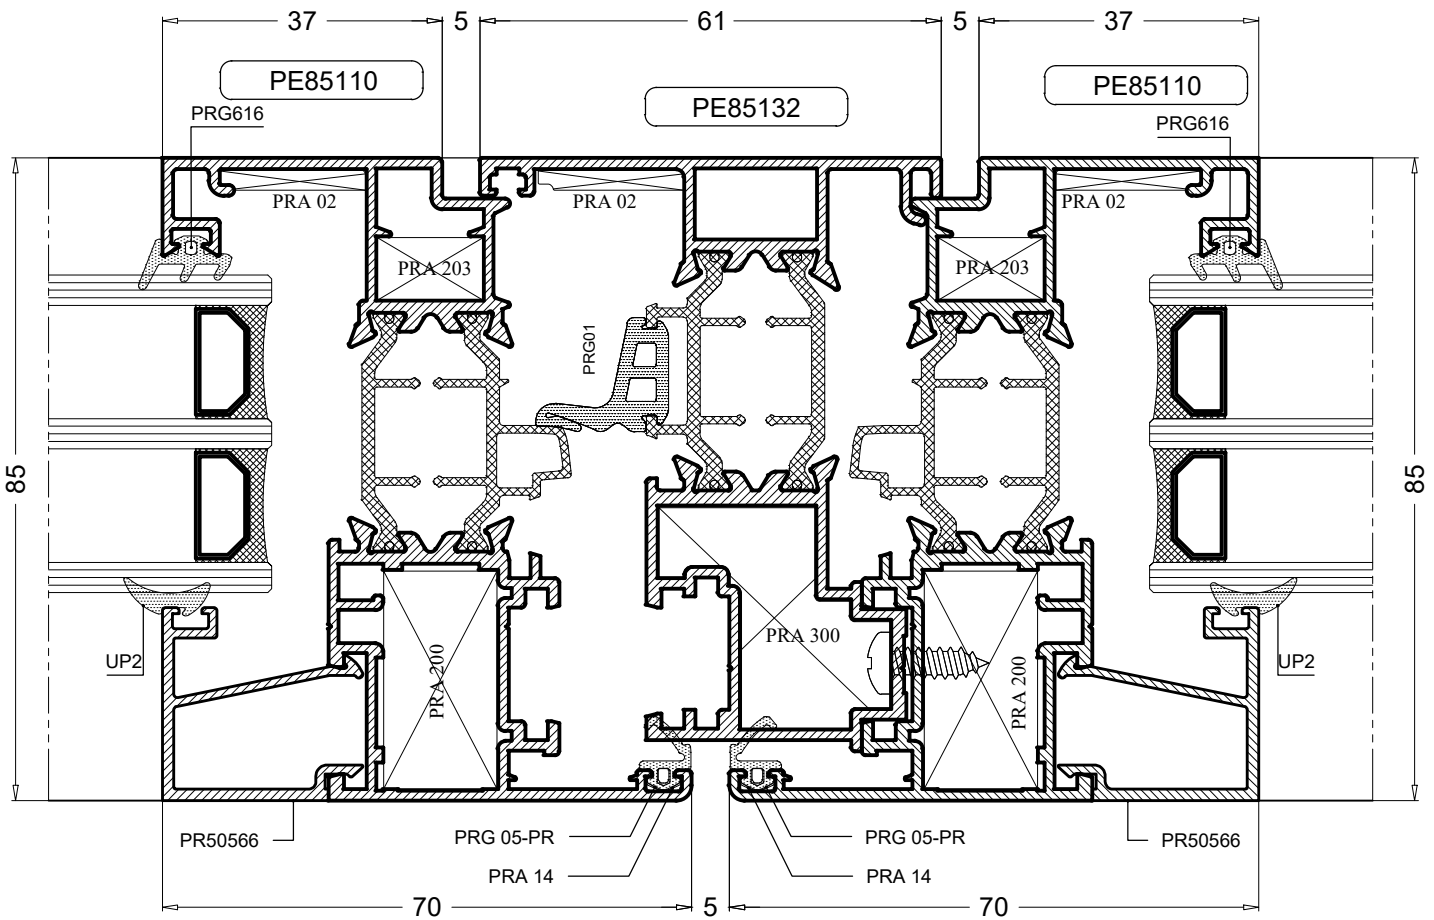 37
5
61
5
37
PE85110
PE85132
PE85110
PRG616
PRG616
PRA 02
PRA 02
PRA 02
PRA 203
PRA 203
PRG01
85
85
PRA 300
PRA 200
PRA 200
UP2
UP2
PR50566
PRG 05-PR
PRG 05-PR
PR50566
PRA 14
PRA 14
70
5
70